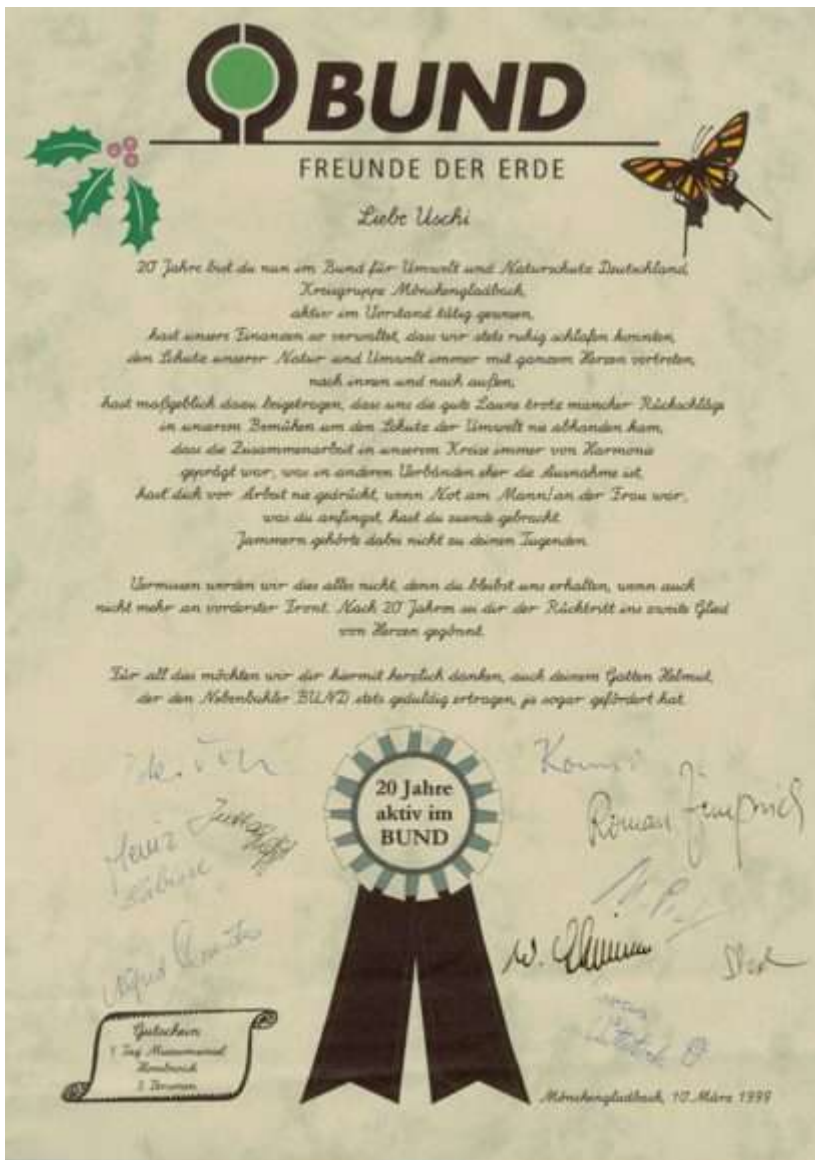 BUND
FREUNDE DER ERDE
Liebe Uschi
20 Jahre bist du nun im Bund für Umwelt und Naturschutz Deutschland,
Kreisgruppe Mönchengladbach,
aktiv im Vorstand tätig gewesen,
hast unsere Finanzen so verwaltet, dass wir stets ruhig schlafen konnten,
den Schutz unserer Natur und Umwelt immer mit ganzem Herzen vertreten,
nach innen und nach außen,
hast maßgeblich dazu beigetragen, dass uns die gute Laune trotz mancher Rückschläge
in unserem Bemühen um den Schutz der Umwelt nie abhanden kam,
dass die Zusammenarbeit in unserem Kreise immer von Harmonie
geprägt war, was in anderen Verbänden eher die Ausnahme ist,
hast dich vor Arbeit nie gedrückt, wenn Not am Mann/an der Frau war,
was du anfingst, hast du zuende gebracht.
Jammern gehörte dabei nicht zu deinen Tugenden.
Vermissen werden wir dies alles nicht, denn du bleibst uns erhalten, wenn auch
nicht mehr an vorderster Front. Nach 20 Jahren sei dir der Rücktritt ins zweite Glied
von Herzen gegönnt.
Für all das möchten wir dir hiermit herzlich danken, auch deinem Gatten Helmut,
der den Nebenbuhler BUND stets geduldig ertragen, ja sogar gefördert hat.
20 Jahre
aktiv im
BUND
Roman
Heinz
W.
Gutschein
1 Tag Museumsinsel
Hombroich
2 Personen
Mönchengladbach, 10. März 1999